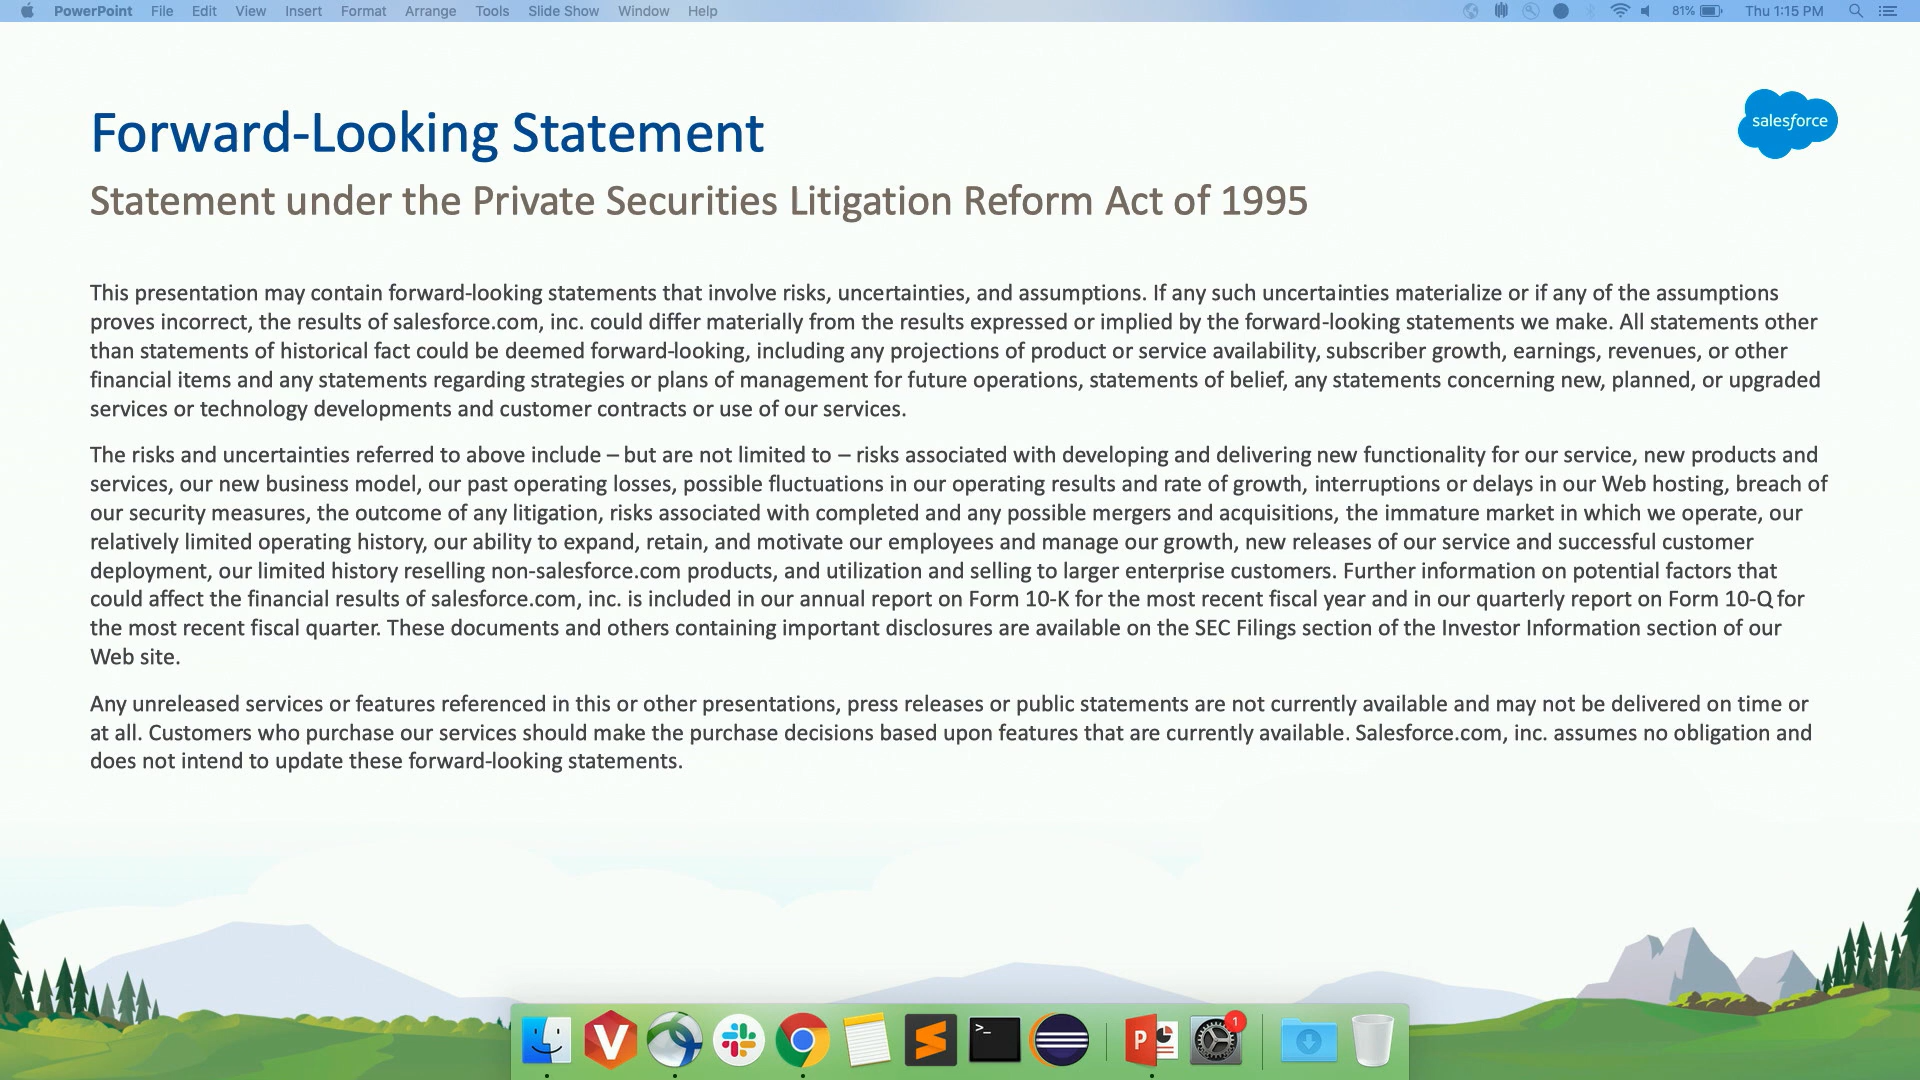 PowerPoint File Edit View Insert Format Arrange Tools Slide Show Window Help 81% Thu 1:15 PM
Forward-Looking Statement
salesforce
Statement under the Private Securities Litigation Reform Act of 1995
This presentation may contain forward-looking statements that involve risks, uncertainties, and assumptions. If any such uncertainties materialize or if any of the assumptions
proves incorrect, the results of salesforce.com, inc. could differ materially from the results expressed or implied by the forward-looking statements we make. All statements other
than statements of historical fact could be deemed forward-looking, including any projections of product or service availability, subscriber growth, earnings, revenues, or other
financial items and any statements regarding strategies or plans of management for future operations, statements of belief, any statements concerning new, planned, or upgraded
services or technology developments and customer contracts or use of our services.
The risks and uncertainties referred to above include – but are not limited to – risks associated with developing and delivering new functionality for our service, new products and
services, our new business model, our past operating losses, possible fluctuations in our operating results and rate of growth, interruptions or delays in our Web hosting, breach of
our security measures, the outcome of any litigation, risks associated with completed and any possible mergers and acquisitions, the immature market in which we operate, our
relatively limited operating history, our ability to expand, retain, and motivate our employees and manage our growth, new releases of our service and successful customer
deployment, our limited history reselling non-salesforce.com products, and utilization and selling to larger enterprise customers. Further information on potential factors that
could affect the financial results of salesforce.com, inc. is included in our annual report on Form 10-K for the most recent fiscal year and in our quarterly report on Form 10-Q for
the most recent fiscal quarter. These documents and others containing important disclosures are available on the SEC Filings section of the Investor Information section of our
Web site.
Any unreleased services or features referenced in this or other presentations, press releases or public statements are not currently available and may not be delivered on time or
at all. Customers who purchase our services should make the purchase decisions based upon features that are currently available. Salesforce.com, inc. assumes no obligation and
does not intend to update these forward-looking statements.
V >_ P 1